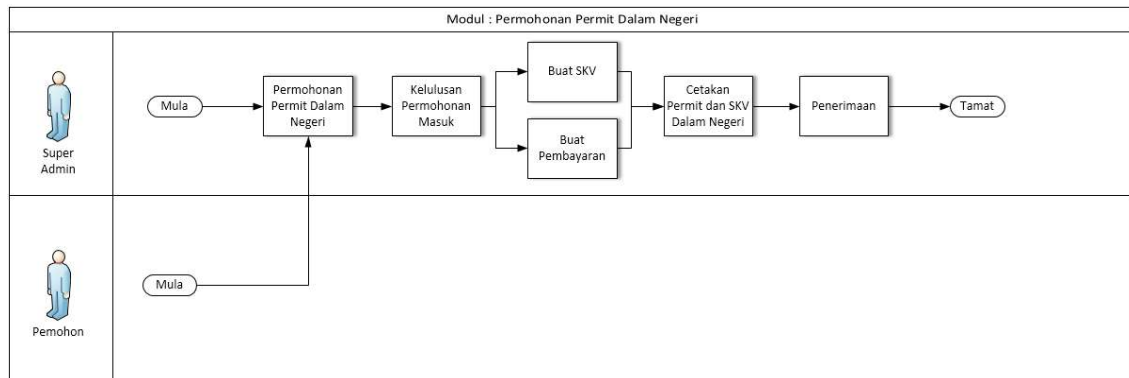 Modul : Permohonan Permit Dalam Negeri
Super
Admin
Mula
Permohonan
Permit Dalam
Negeri
Kelulusan
Permohonan
Masuk
Buat SKV
Buat
Pembayaran
Cetakan
Permit dan SKV
Dalam Negeri
Penerimaan
Tamat
Pemohon
Mula